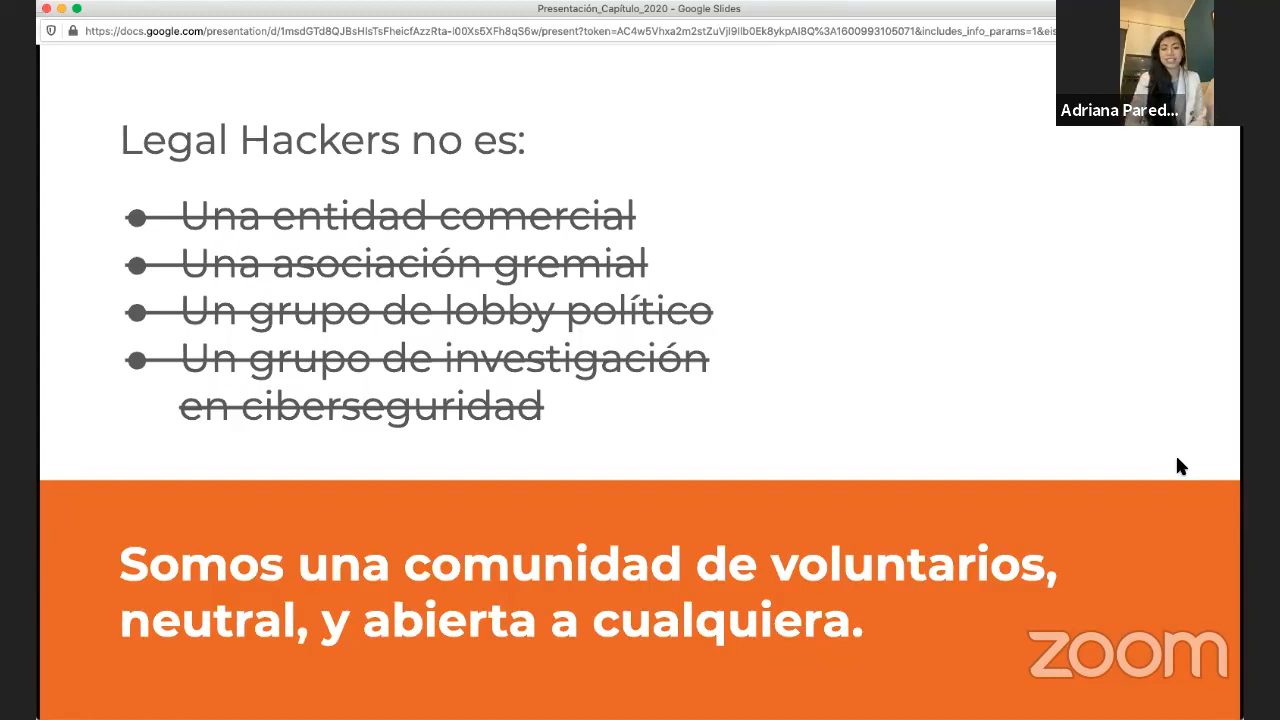 Presentación_Capítulo_2020 - Google Slides
Adriana Pared...
Legal Hackers no es:
Una entidad comercial
Una asociación gremial
Un grupo de lobby político
Un grupo de investigación
en ciberseguridad
Somos una comunidad de voluntarios,
neutral, y abierta a cualquiera.
zoom